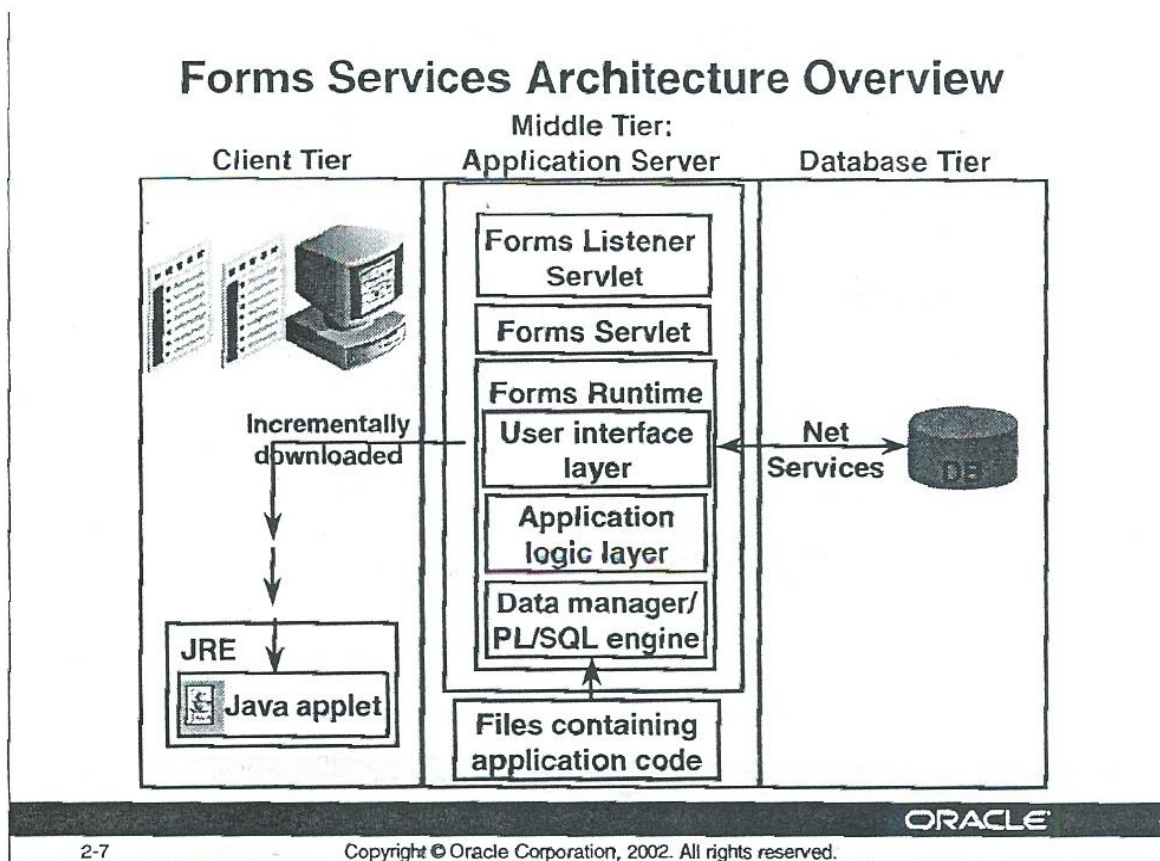 Forms Services Architecture Overview
Client Tier
Middle Tier:
Application Server
Database Tier
Forms Listener
Servlet
Forms Servlet
Forms Runtime
User interface
layer
Application
logic layer
Data manager/
PL/SQL engine
Files containing
application code
Incrementally
downloaded
JRE
Java applet
Net
Services
DB
ORACLE
2-7
Copyright © Oracle Corporation, 2002. All rights reserved.